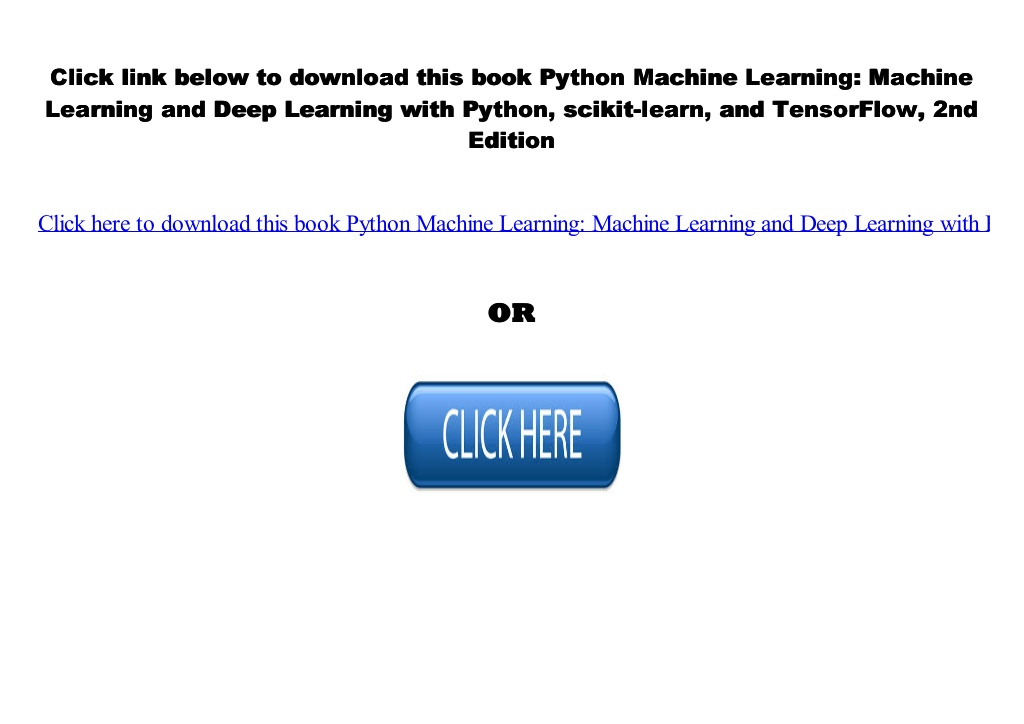 Click link below to download this book Python Machine Learning: Machine
Learning and Deep Learning with Python, scikit-learn, and TensorFlow, 2nd
Edition
Click here to download this book Python Machine Learning: Machine Learning and Deep Learning with
OR
CLICK HERE